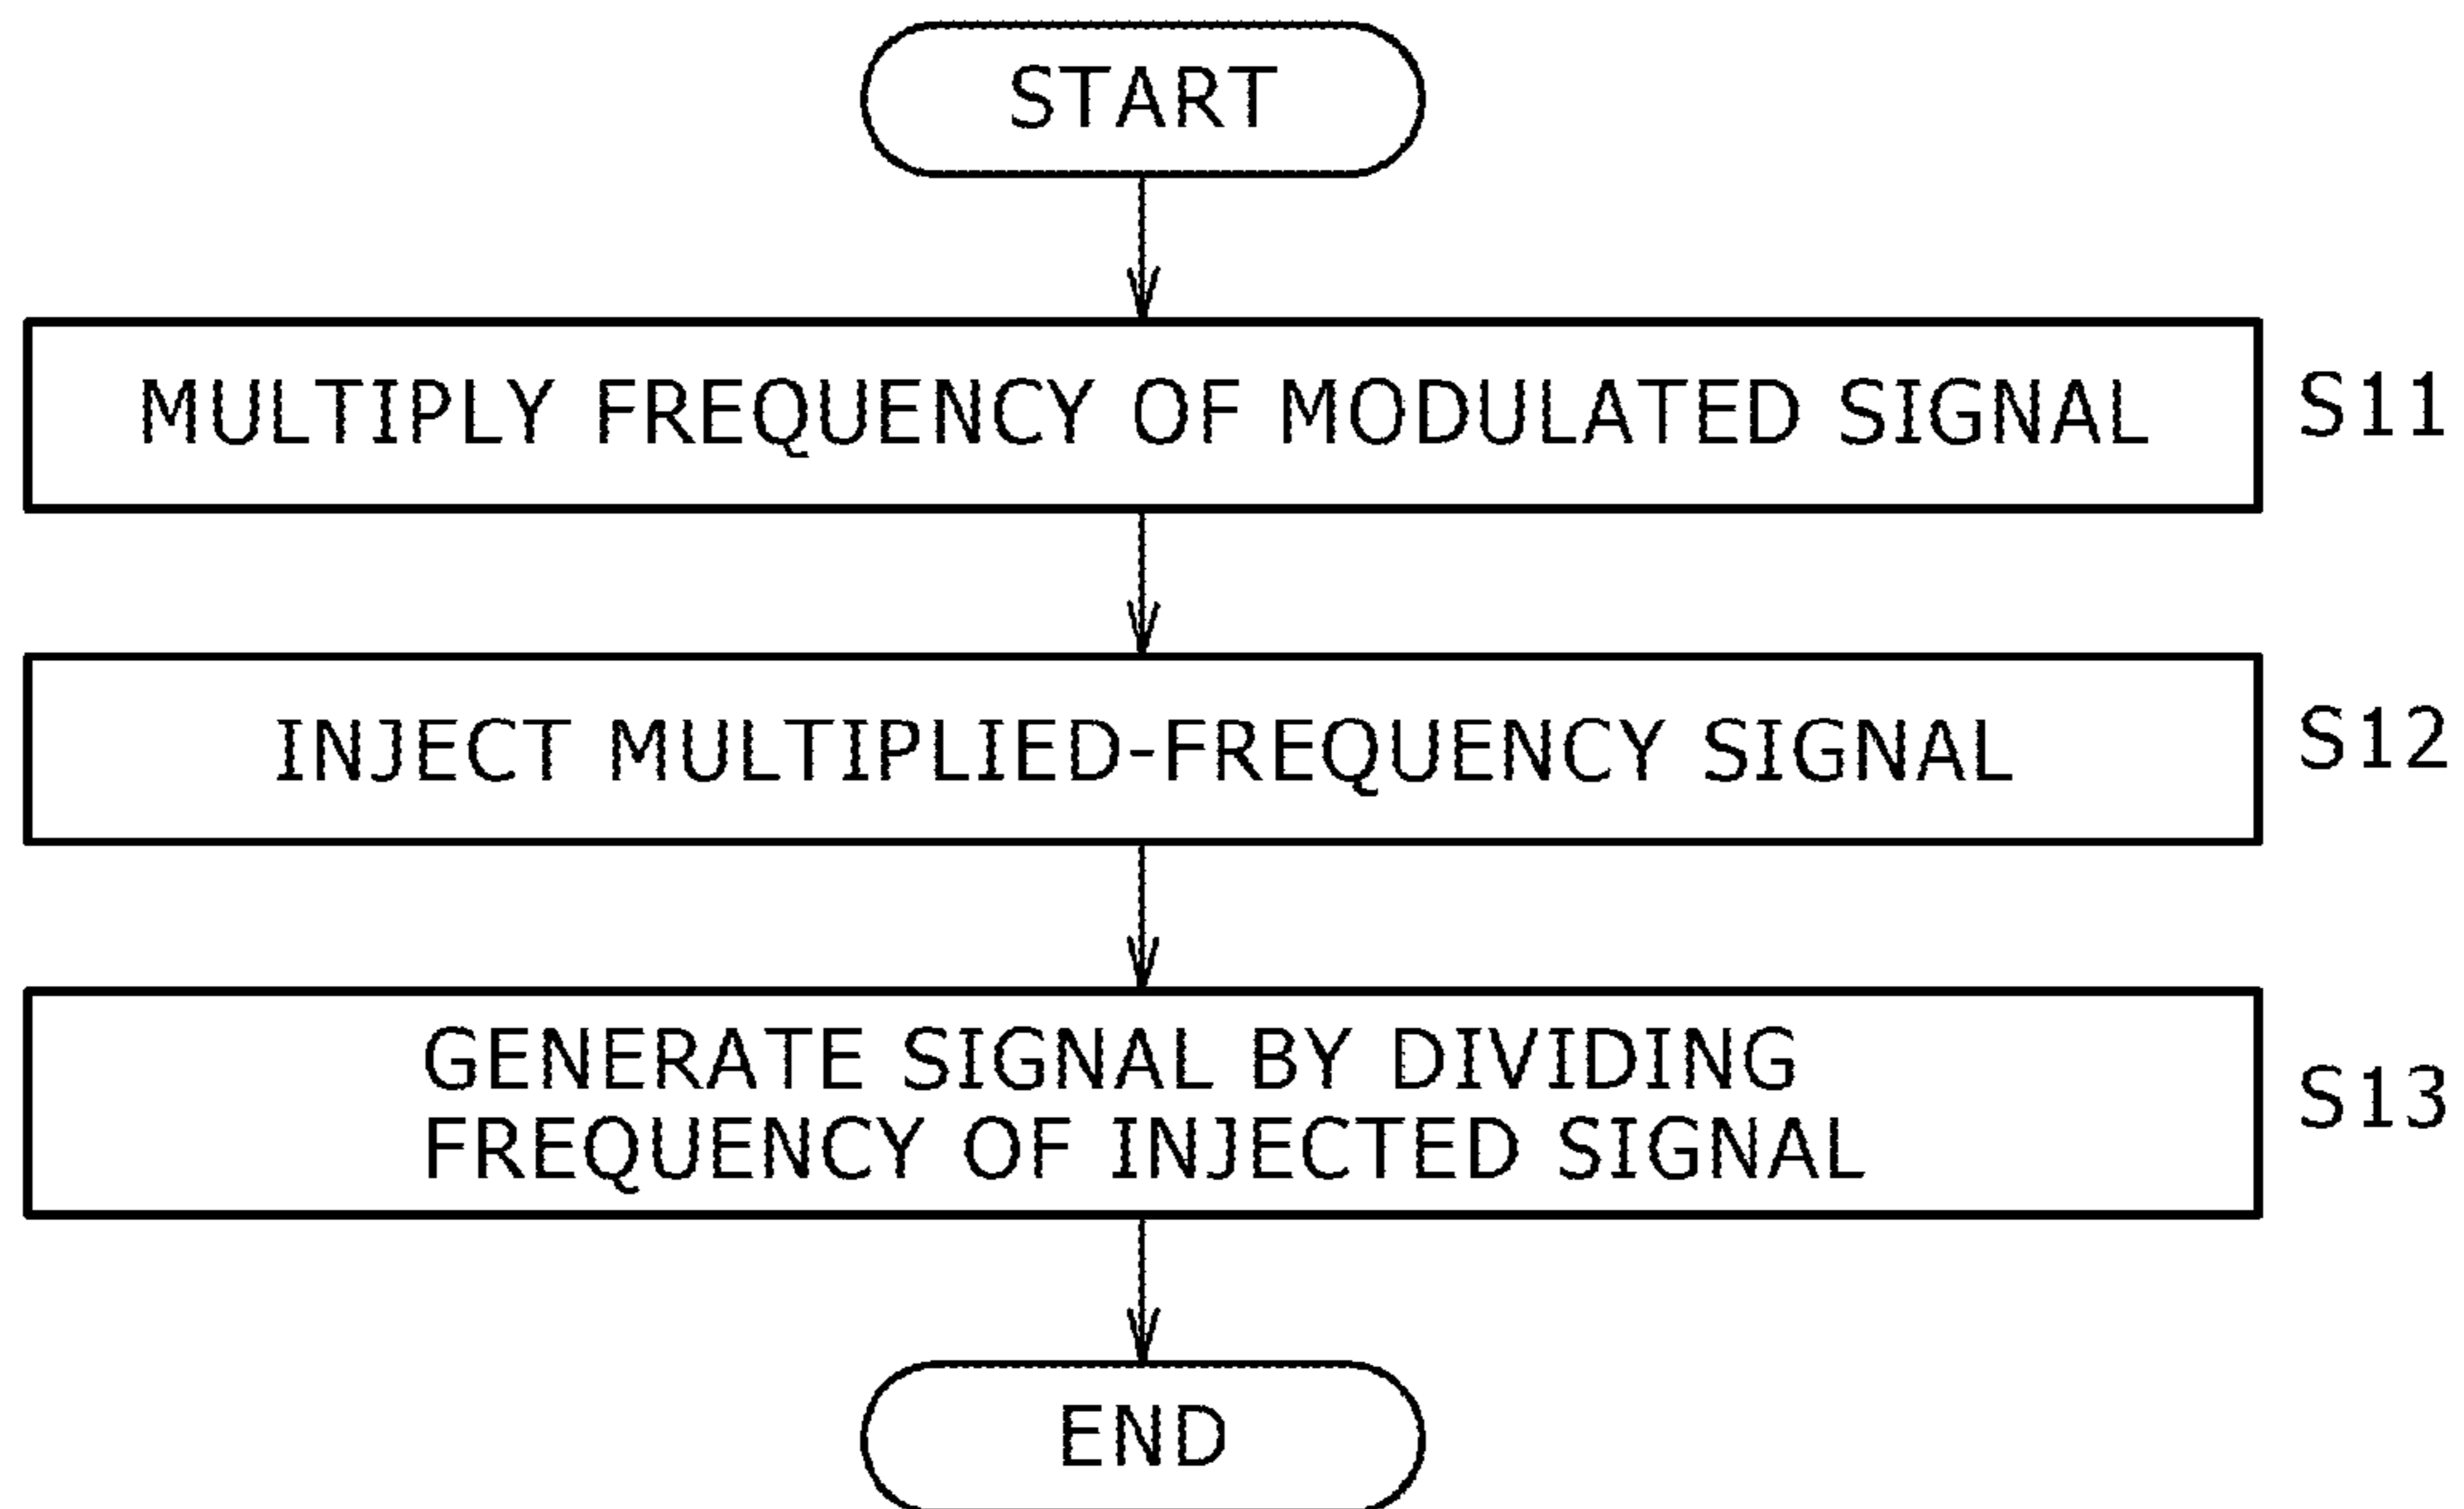 START
MULTIPLY FREQUENCY OF MODULATED SIGNAL S11
INJECT MULTIPLIED-FREQUENCY SIGNAL S12
GENERATE SIGNAL BY DIVIDING
FREQUENCY OF INJECTED SIGNAL
S13
END